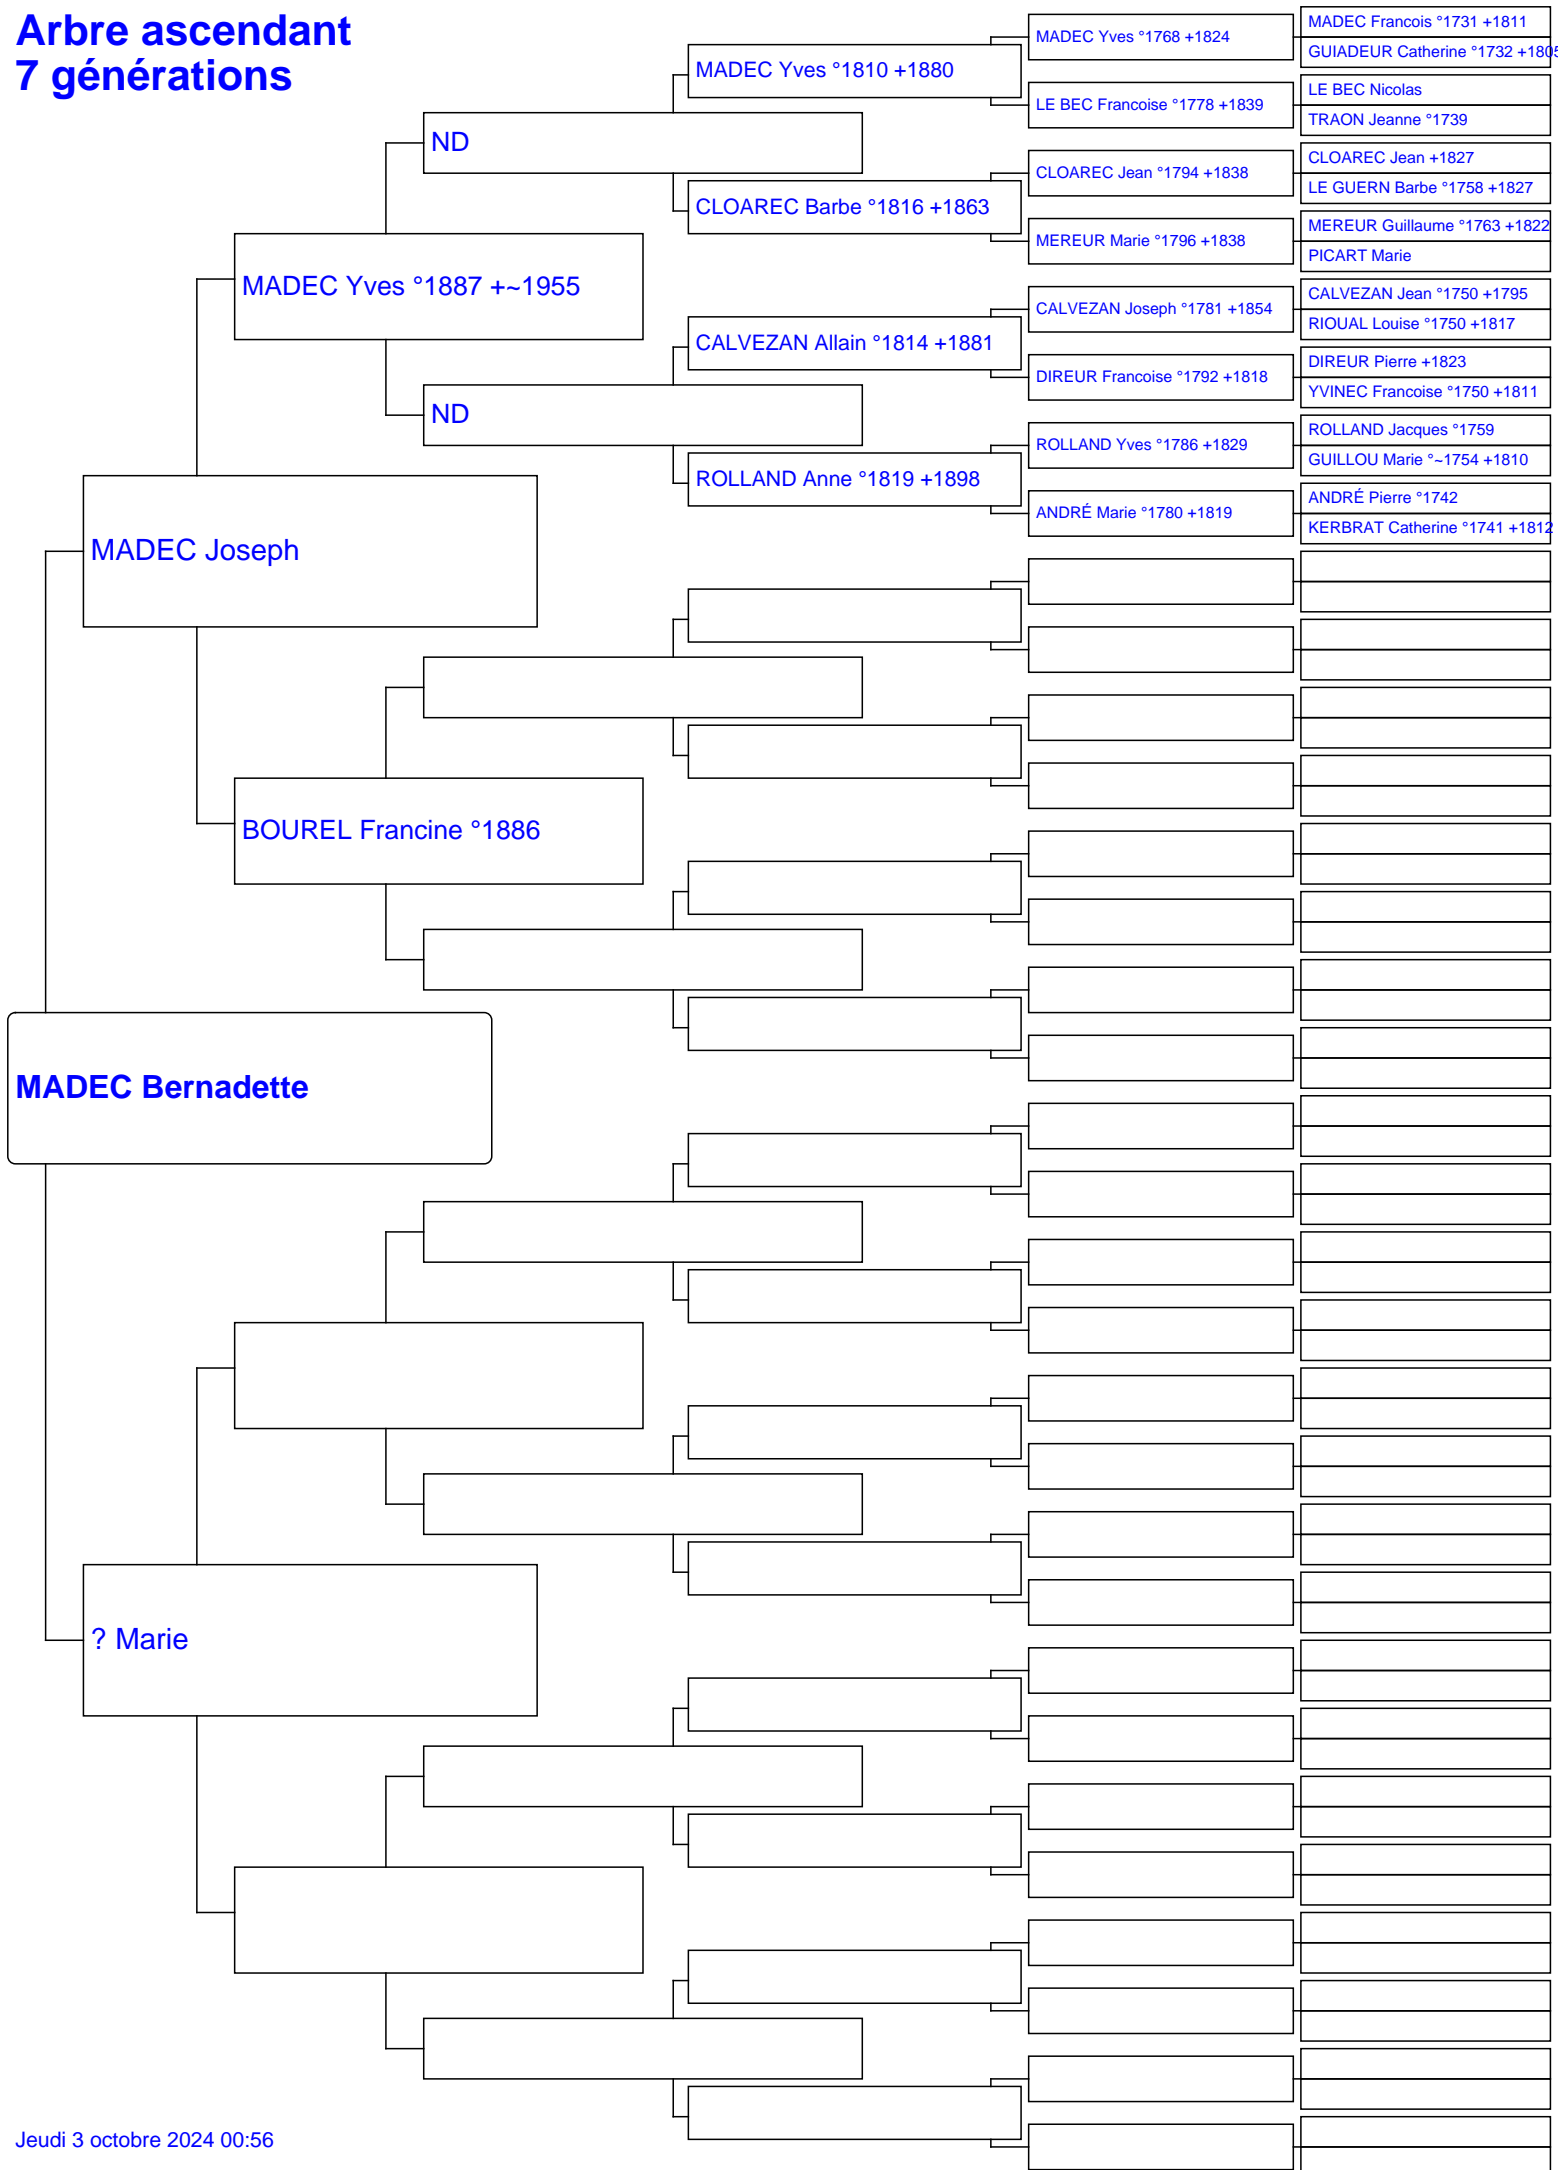 Arbre ascendant
7 générations
MADEC Bernadette
MADEC Joseph
? Marie
MADEC Yves °1887 +~1955
BOUREL Francine °1886
ND
ND
MADEC Yves °1810 +1880
CLOAREC Barbe °1816 +1863
CALVEZAN Allain °1814 +1881
ROLLAND Anne °1819 +1898
MADEC Yves °1768 +1824
LE BEC Francoise °1778 +1839
CLOAREC Jean °1794 +1838
MEREUR Marie °1796 +1838
CALVEZAN Joseph °1781 +1854
DIREUR Francoise °1792 +1818
ROLLAND Yves °1786 +1829
ANDRÉ Marie °1780 +1819
MADEC Francois °1731 +1811
GUIADEUR Catherine °1732 +1805
LE BEC Nicolas
TRAON Jeanne °1739
CLOAREC Jean +1827
LE GUERN Barbe °1758 +1827
MEREUR Guillaume °1763 +1822
PICART Marie
CALVEZAN Jean °1750 +1795
RIOUAL Louise °1750 +1817
DIREUR Pierre +1823
YVINEC Francoise °1750 +1811
ROLLAND Jacques °1759
GUILLOU Marie °~1754 +1810
ANDRÉ Pierre °1742
KERBRAT Catherine °1741 +1812
Jeudi 3 octobre 2024 00:56